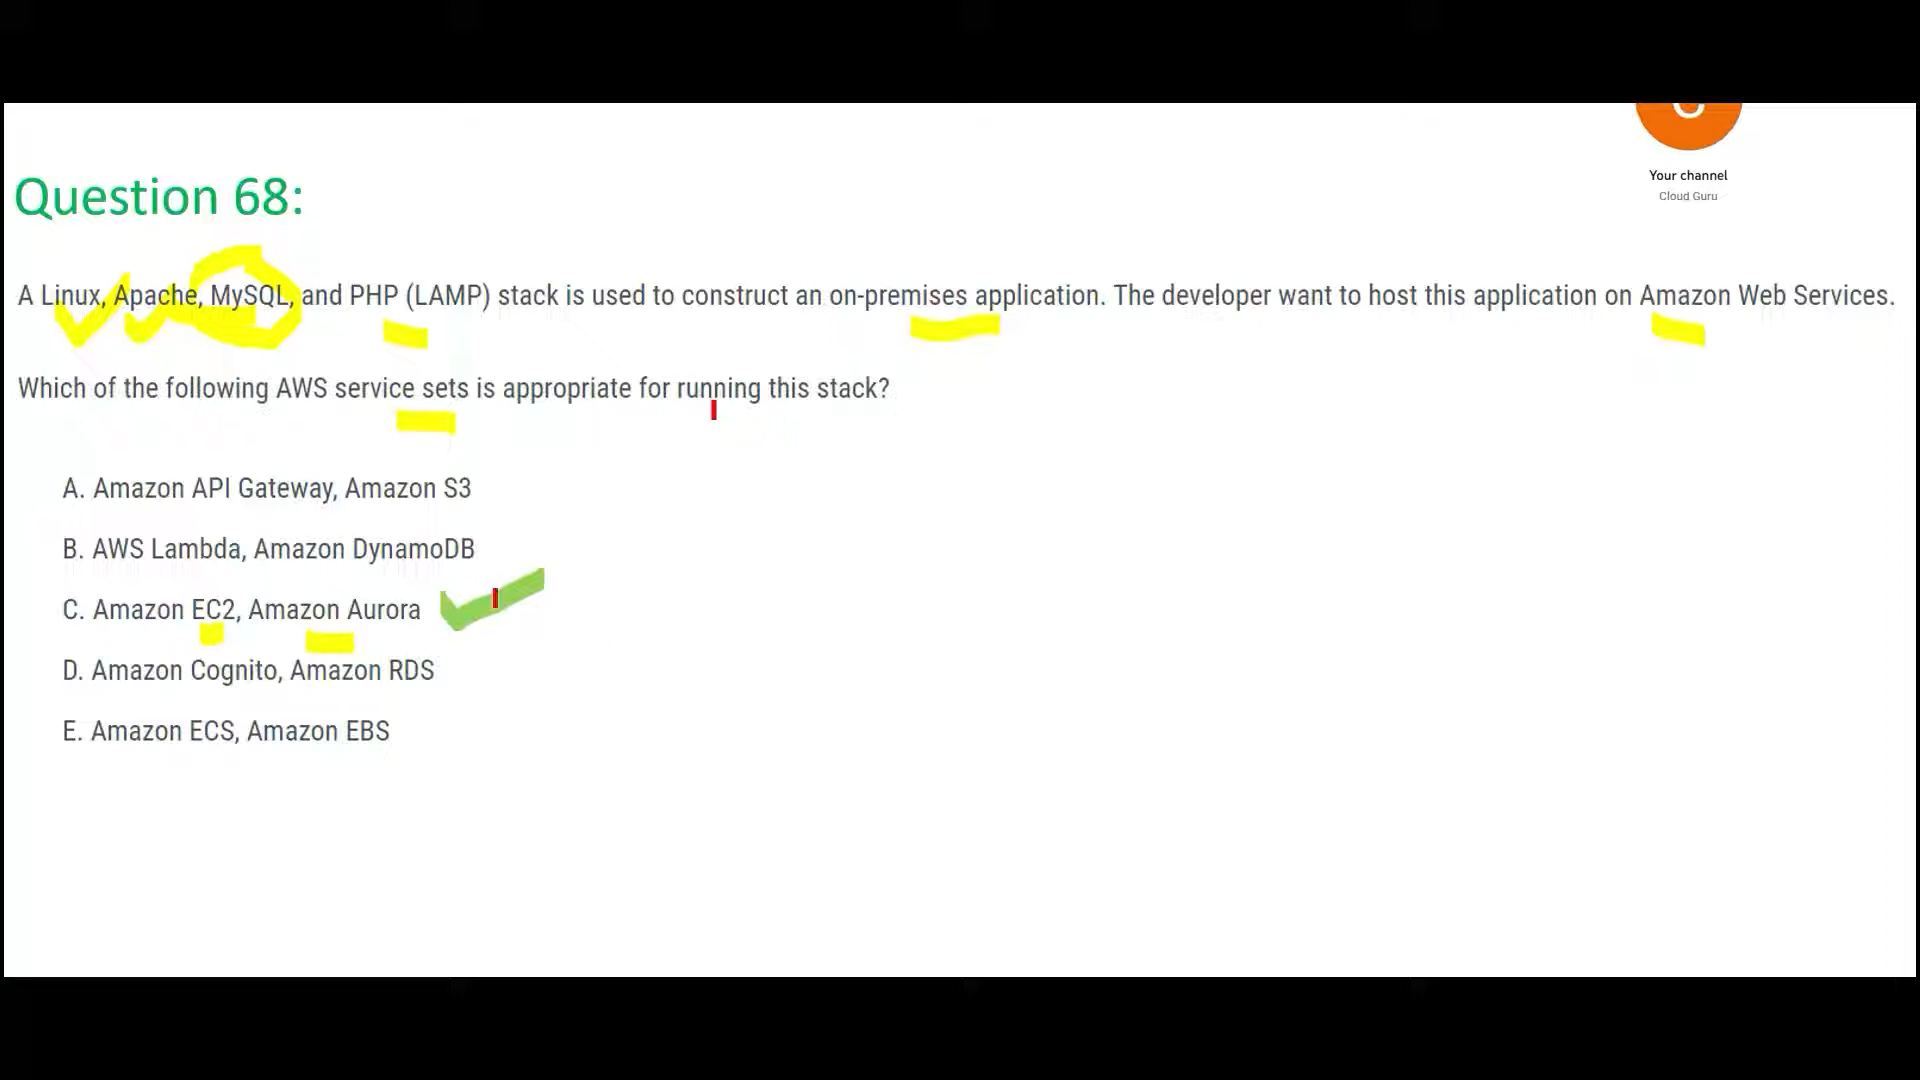 Your channel
Cloud Guru
Question 68:
A Linux, Apache, MySQL, and PHP (LAMP) stack is used to construct an on-premises application. The developer want to host this application on Amazon Web Services.
Which of the following AWS service sets is appropriate for running this stack?
A. Amazon API Gateway, Amazon S3
B. AWS Lambda, Amazon DynamoDB
C. Amazon EC2, Amazon Aurora
D. Amazon Cognito, Amazon RDS
E. Amazon ECS, Amazon EBS